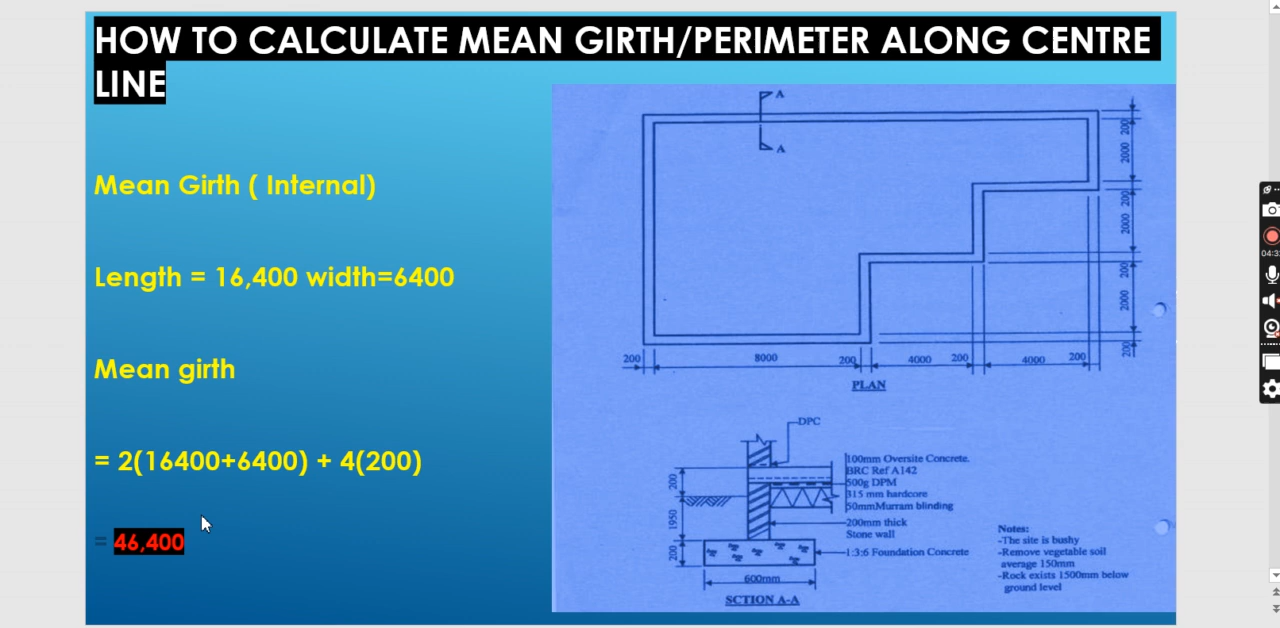 HOW TO CALCULATE MEAN GIRTH/PERIMETER ALONG CENTRE
LINE
Mean Girth ( Internal)
Length = 16,400 width=6400
Mean girth
= 2(16400+6400) + 4(200)
= 46,400
A
A
200
2000
200
2000
200
2000
200
200
8000
200
4000
200
4000
200
PLAN
DPC
200
1950
200
100mm Oversite Concrete.
BRC Ref A142
500g DPM
315 mm hardcore
50mmMurram blinding
200mm thick
Stone wall
1:3:6 Foundation Concrete
600mm
SCTION A-A
Notes:
-The site is bushy
-Remove vegetable soil
average 150mm
-Rock exists 1500mm below
ground level